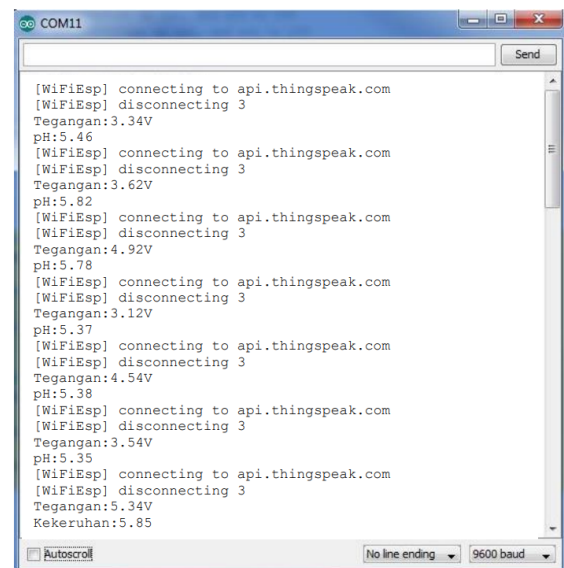 COM11
Send
[WiFiEsp] connecting to api.thingspeak.com
[WiFiEsp] disconnecting 3
Tegangan:3.34V
pH:5.46
[WiFiEsp] connecting to api.thingspeak.com
[WiFiEsp] disconnecting 3
Tegangan:3.62V
pH:5.82
[WiFiEsp] connecting to api.thingspeak.com
[WiFiEsp] disconnecting 3
Tegangan:4.92V
pH:5.78
[WiFiEsp] connecting to api.thingspeak.com
[WiFiEsp] disconnecting 3
Tegangan:3.12V
pH:5.37
[WiFiEsp] connecting to api.thingspeak.com
[WiFiEsp] disconnecting 3
Tegangan:4.54V
pH:5.38
[WiFiEsp] connecting to api.thingspeak.com
[WiFiEsp] disconnecting 3
Tegangan:3.54V
pH:5.35
[WiFiEsp] connecting to api.thingspeak.com
[WiFiEsp] disconnecting 3
Tegangan:5.34V
Kekeruhan:5.85
Autoscroll No line ending 9600 baud